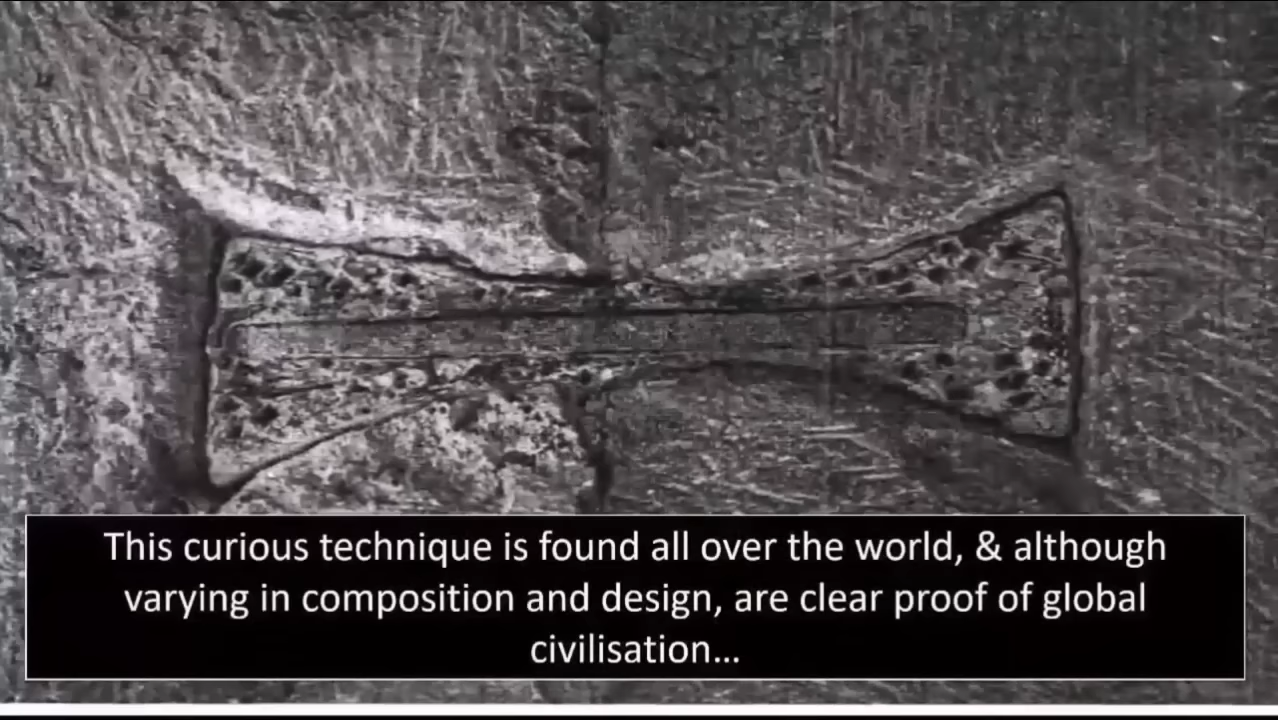 This curious technique is found all over the world, & although
varying in composition and design, are clear proof of global
civilisation...